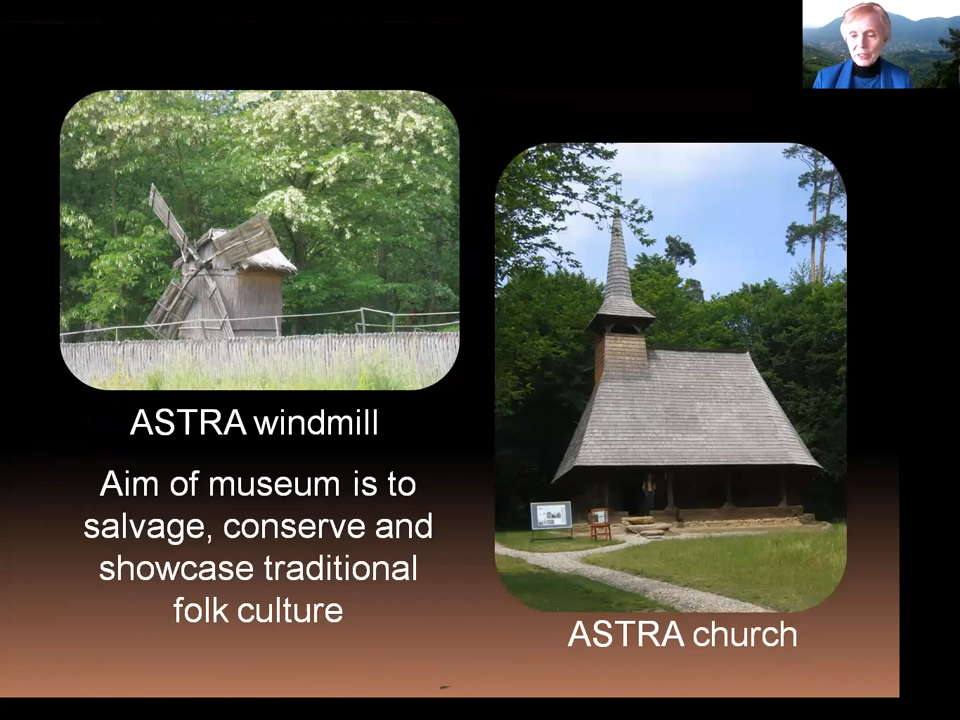 ASTRA windmill
Aim of museum is to
salvage, conserve and
showcase traditional
folk culture
ASTRA church